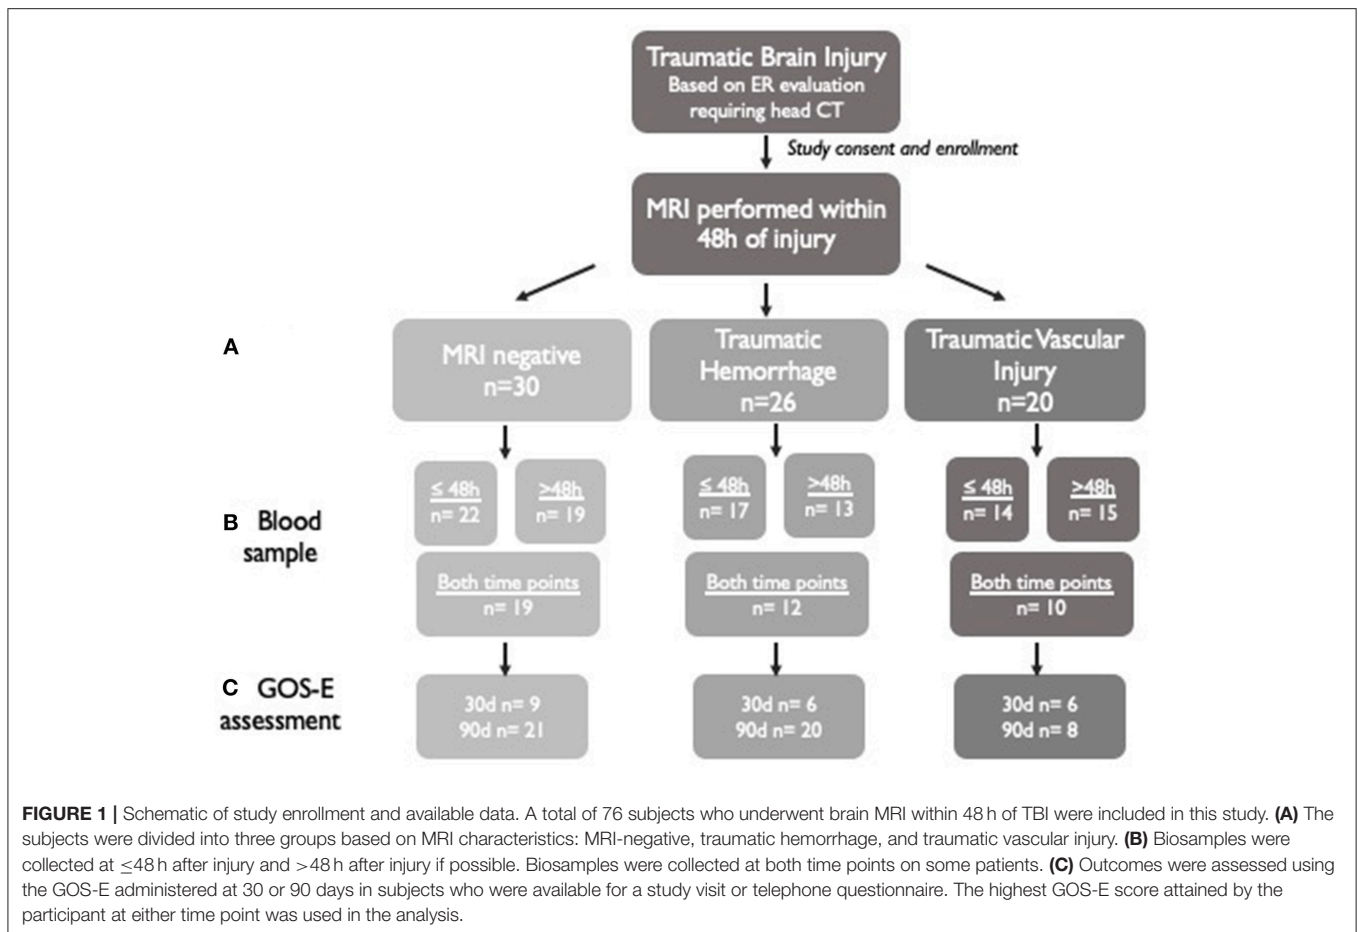 Traumatic Brain Injury
Based on ER evaluation
requiring head CT
Study consent and enrollment
MRI performed within
48h of injury
A
MRI negative
n=30
Traumatic
Hemorrhage
n=26
Traumatic Vascular
Injury
n=20
B Blood
sample
≤ 48h
n= 22
>48h
n= 19
≤ 48h
n= 17
>48h
n= 13
≤ 48h
n= 14
>48h
n= 15
Both time points
n= 19
Both time points
n= 12
Both time points
n= 10
C GOS-E
assessment
30d n= 9
90d n= 21
30d n= 6
90d n= 20
30d n= 6
90d n= 8
FIGURE 1 | Schematic of study enrollment and available data. A total of 76 subjects who underwent brain MRI within 48 h of TBI were included in this study. (A) The
subjects were divided into three groups based on MRI characteristics: MRI-negative, traumatic hemorrhage, and traumatic vascular injury. (B) Biosamples were
collected at ≤48 h after injury and >48 h after injury if possible. Biosamples were collected at both time points on some patients. (C) Outcomes were assessed using
the GOS-E administered at 30 or 90 days in subjects who were available for a study visit or telephone questionnaire. The highest GOS-E score attained by the
participant at either time point was used in the analysis.